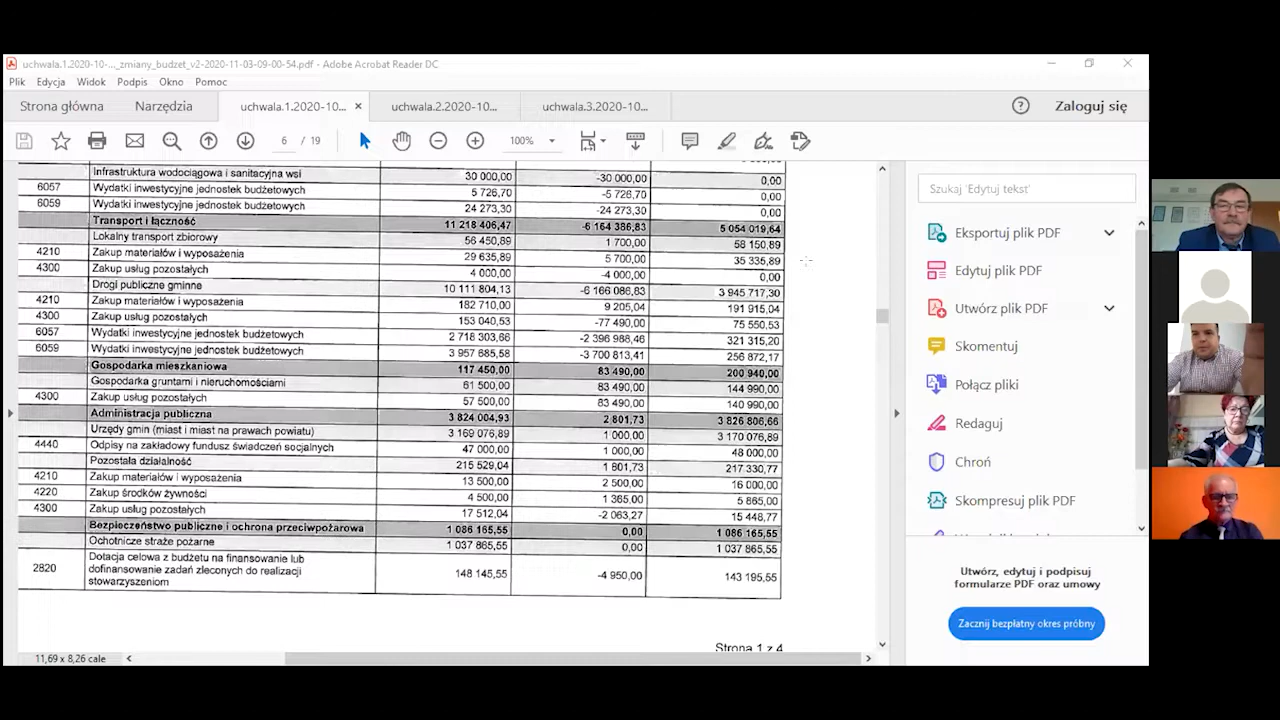 uchwala.1.2020-10-..._zmiany_budzet_v2-2020-11-03-09-00-54.pdf - Adobe Acrobat Reader DC
Plik Edycja Widok Podpis Okno Pomoc
Strona główna Narzędzia uchwala.1.2020-10... × uchwala.2.2020-10... uchwala.3.2020-10... Zaloguj się
6 / 19 100%
Infrastruktura wodociągowa i sanitacyjna wsi 30 000,00 -30 000,00 0,00
6057 Wydatki inwestycyjne jednostek budżetowych 5 726,70 -5 726,70 0,00
6059 Wydatki inwestycyjne jednostek budżetowych 24 273,30 -24 273,30 0,00
Transport i łączność 11 218 406,47 -6 164 386,83 5 054 019,64
Lokalny transport zbiorowy 56 450,89 1 700,00 58 150,89
4210 Zakup materiałów i wyposażenia 29 635,89 5 700,00 35 335,89
4300 Zakup usług pozostałych 4 000,00 -4 000,00 0,00
Drogi publiczne gminne 10 111 804,13 -6 166 086,83 3 945 717,30
4210 Zakup materiałów i wyposażenia 182 710,00 9 205,04 191 915,04
4300 Zakup usług pozostałych 153 040,53 -77 490,00 75 550,53
6057 Wydatki inwestycyjne jednostek budżetowych 2 718 303,66 -2 396 988,46 321 315,20
6059 Wydatki inwestycyjne jednostek budżetowych 3 957 685,58 -3 700 813,41 256 872,17
Gospodarka mieszkaniowa 117 450,00 83 490,00 200 940,00
Gospodarka gruntami i nieruchomościami 61 500,00 83 490,00 144 990,00
4300 Zakup usług pozostałych 57 500,00 83 490,00 140 990,00
Administracja publiczna 3 824 004,93 2 801,73 3 826 806,66
Urzędy gmin (miast i miast na prawach powiatu) 3 169 076,89 1 000,00 3 170 076,89
4440 Odpisy na zakładowy fundusz świadczeń socjalnych 47 000,00 1 000,00 48 000,00
Pozostała działalność 215 529,04 1 801,73 217 330,77
4210 Zakup materiałów i wyposażenia 13 500,00 2 500,00 16 000,00
4220 Zakup środków żywności 4 500,00 1 365,00 5 865,00
4300 Zakup usług pozostałych 17 512,04 -2 063,27 15 448,77
Bezpieczeństwo publiczne i ochrona przeciwpożarowa 1 086 165,55 0,00 1 086 165,55
Ochotnicze straże pożarne 1 037 865,55 0,00 1 037 865,55
Dotacja celowa z budżetu na finansowanie lub
2820 dofinansowanie zadań zleconych do realizacji 148 145,55 -4 950,00 143 195,55
stowarzyszeniom
Strona 1 z 4
11,69 x 8,26 cale
Szukaj 'Edytuj tekst'
Eksportuj plik PDF
Edytuj plik PDF
Utwórz plik PDF
Skomentuj
Połącz pliki
Redaguj
Chroń
Skompresuj plik PDF
Utwórz, edytuj i podpisuj
formularze PDF oraz umowy
Zacznij bezpłatny okres próbny